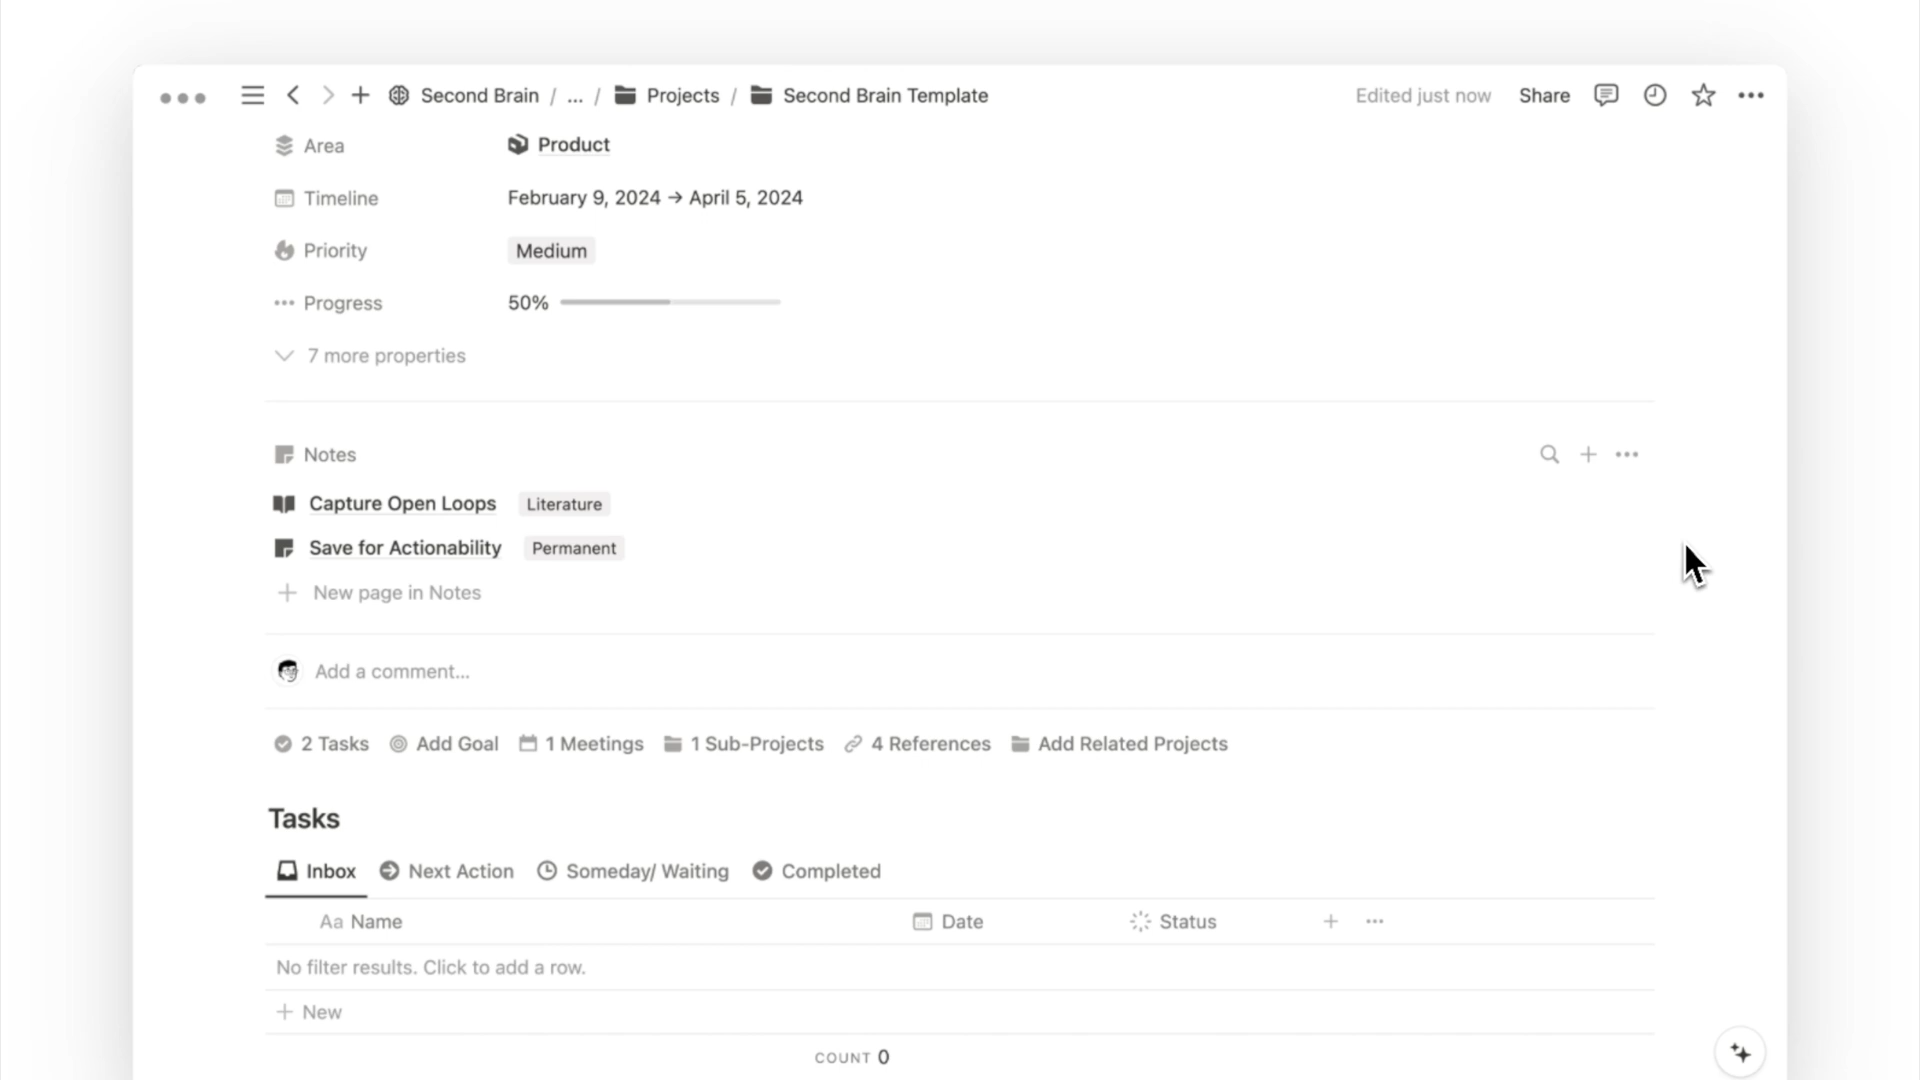 Second Brain / ... / Projects / Second Brain Template Edited just now Share
Area Product
Timeline February 9, 2024 → April 5, 2024
Priority Medium
Progress 50%
7 more properties
Notes
Capture Open Loops Literature
Save for Actionability Permanent
New page in Notes
Add a comment...
2 Tasks Add Goal 1 Meetings 1 Sub-Projects 4 References Add Related Projects
Tasks
Inbox Next Action Someday/ Waiting Completed
Aa Name Date Status
No filter results. Click to add a row.
+ New
COUNT 0